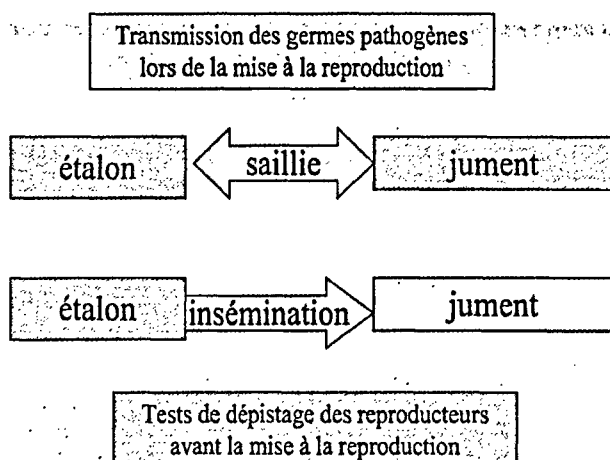 Transmission des germes pathogènes
lors de la mise à la reproduction
étalon saillie jument
étalon insémination jument
Tests de dépistage des reproducteurs
avant la mise à la reproduction